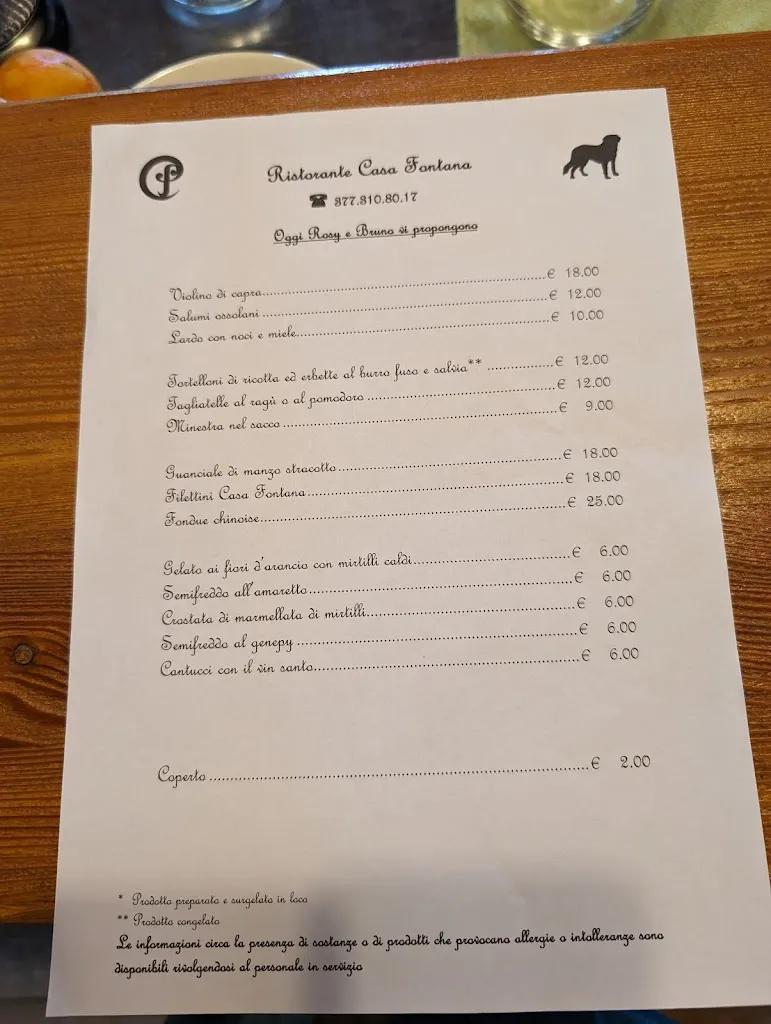 Ristorante Casa Fontana
☎ 377.310.80.17
Oggi Rosy e Bruno vi propongono
Violino di capra € 18.00
Salumi ossolani € 12.00
Lardo con noci e miele € 10.00
Tortelloni di ricotta ed erbette al burro fuso e salvia** € 12.00
Tagliatelle al ragù o al pomodoro € 12.00
Minestra nel sacco € 9.00
Guanciale di manzo stracotto € 18.00
Filettini Casa Fontana € 18.00
Fondue chinoise € 25.00
Gelato ai fiori d'arancio con mirtilli caldi € 6.00
Semifreddo all'amaretto € 6.00
Crostata di marmellata di mirtilli € 6.00
Semifreddo al genepy € 6.00
Cantucci con il vin santo € 6.00
Coperto € 2.00
* Prodotto preparato e surgelato in loco
** Prodotto congelato
Le informazioni circa la presenza di sostanze o di prodotti che provocano allergie o intolleranze sono
disponibili rivolgendosi al personale in servizio